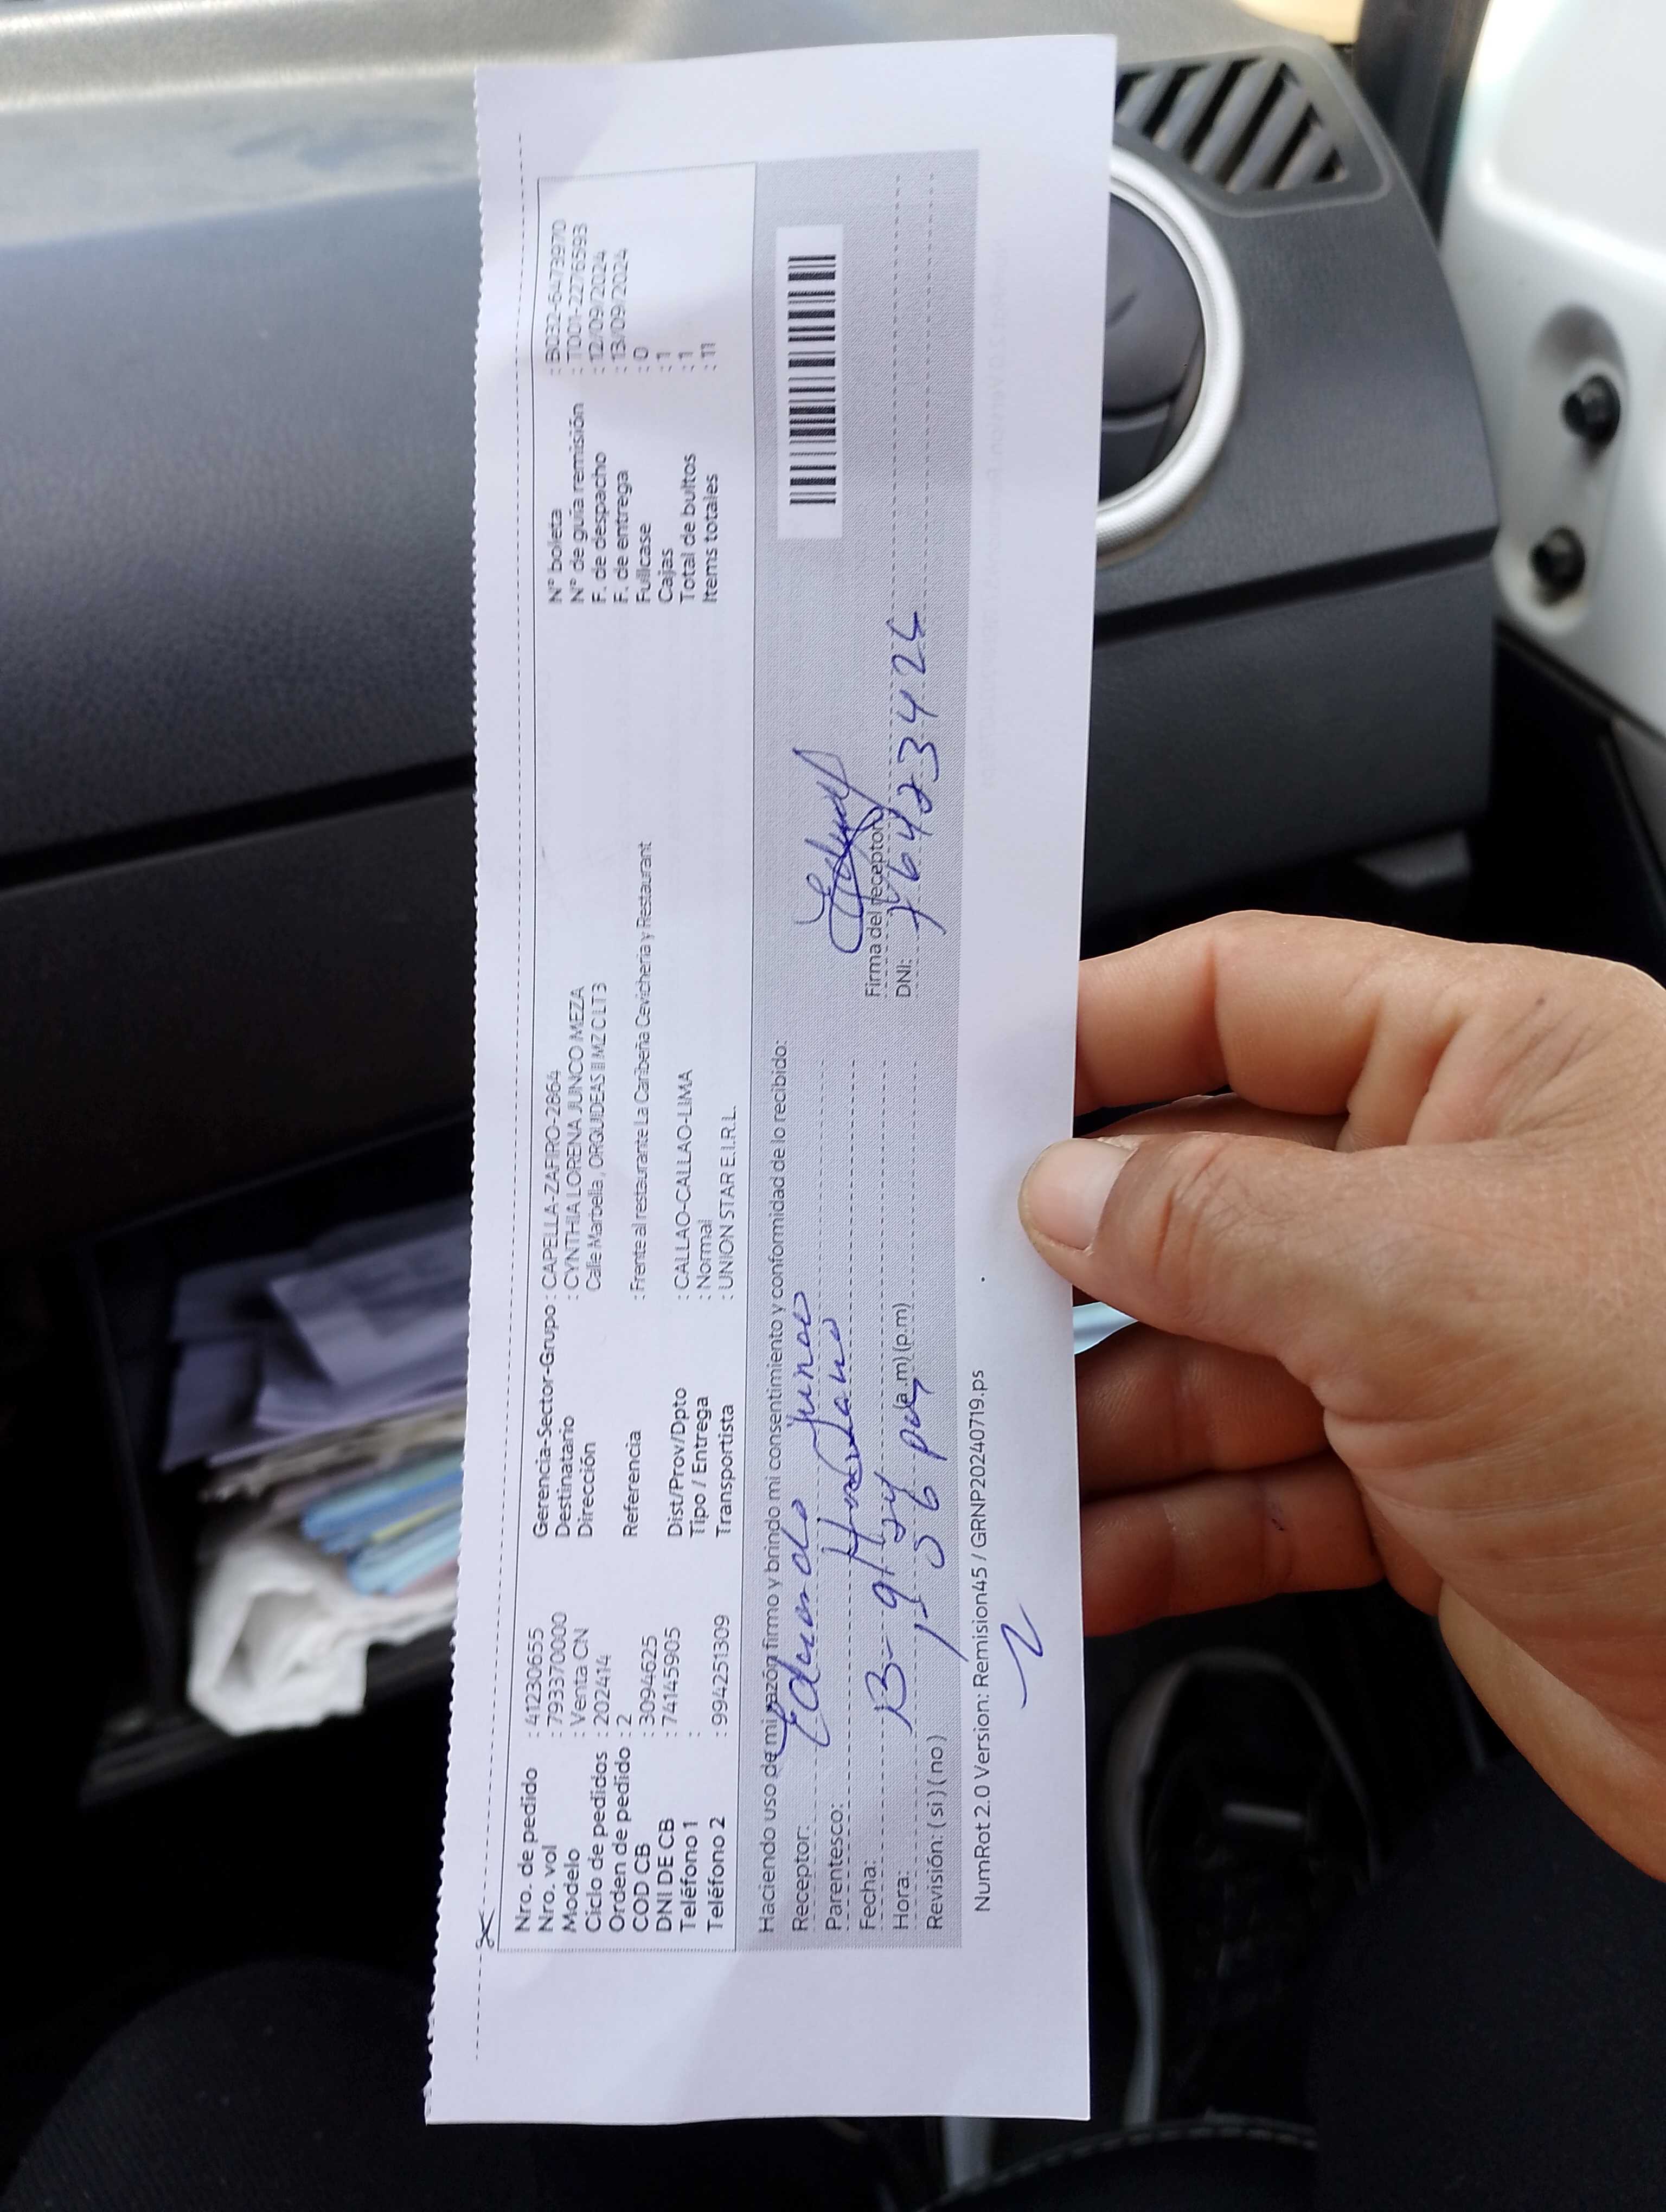 Nro. de pedido : 41230655
Nro. vol : 793370000
Modelo : Venta CN
Ciclo de pedidos : 202414
Orden de pedido : 2
COD CB : 3094625
DNI DE CB : 74145905
Teléfono 1 :
Teléfono 2 : 994251309
Gerencia-Sector-Grupo : CAPELLA-ZAFIRO-2864
Destinatario : CYNTHIA LORENA JUNCO MEZA
Dirección Calle Marbella, ORQUIDEAS II MZ C LT3
Referencia : Frente al restaurante La Caribeña Cevichería y Restaurant
Dist/Prov/Dpto : CALLAO-CALLAO-LIMA
Tipo / Entrega : Normal
Transportista : UNION STAR E.I.R.L.
N° boleta : B032-6473970
N° de guía remisión : T001-2276593
F. de despacho : 12/09/2024
F. de entrega : 13/09/2024
Fullcase : 0
Cajas : 1
Total de bultos : 1
Items totales : 11
Haciendo uso de mi razón firmo y brindo mi consentimiento y conformidad de lo recibido:
Receptor: Eduardo Junco
Parentesco: Hermano
Fecha: 13-9-24
Hora: 1 56 pm (a.m) (p.m)
Revisión: ( si ) ( no )
Firma del receptor
DNI:
NumRot 2.0 Version: Remision45 / GRNP20240719.ps